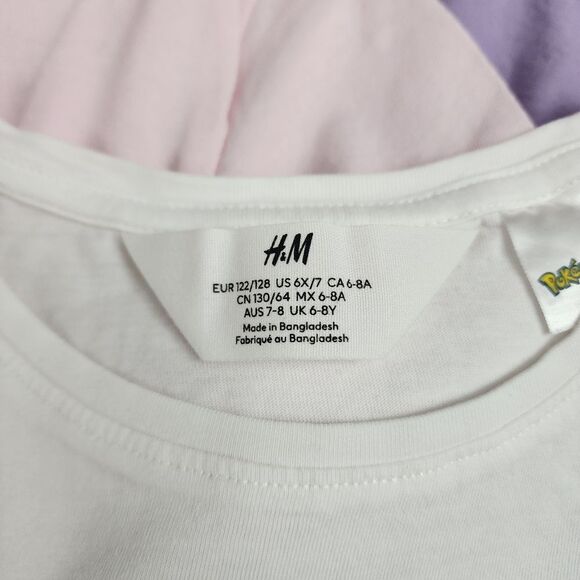 H&M
EUR 122/128 US 6X/7 CA 6-8A
CN 130/64 MX 6-8A
AUS 7-8 UK 6-8Y
Made in Bangladesh
Fabriqué au Bangladesh